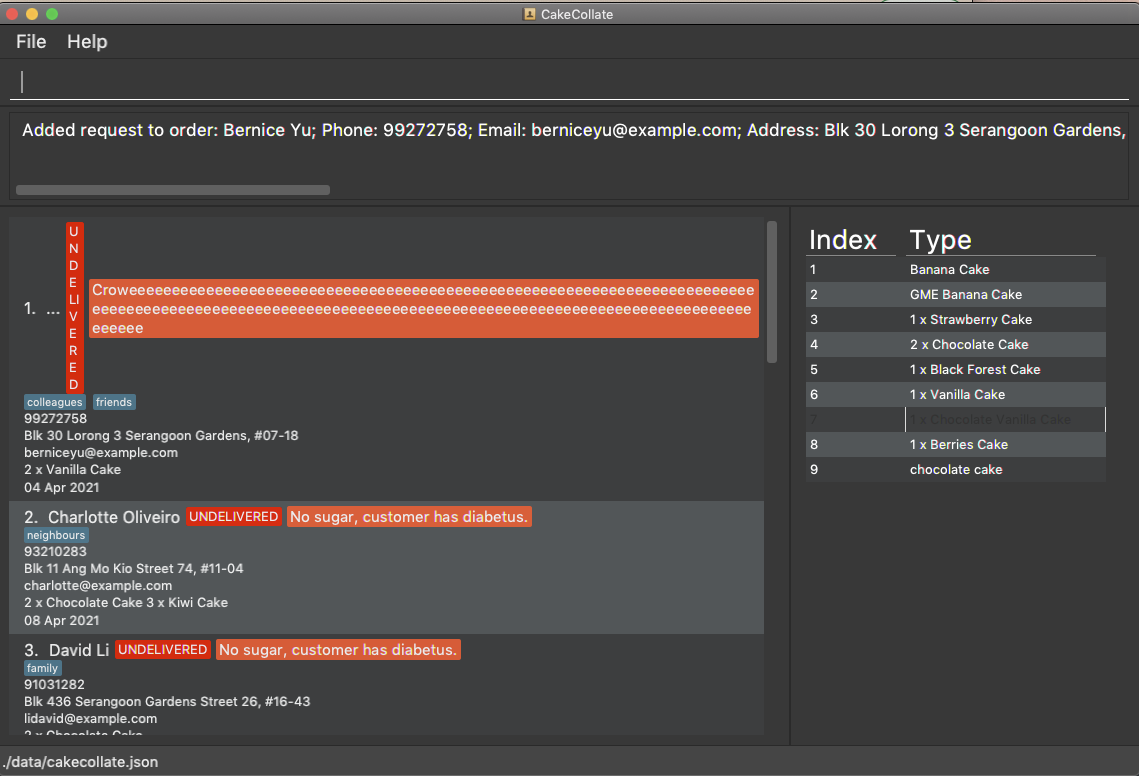 CakeCollate
File Help
Added request to order: Bernice Yu; Phone: 99272758; Email: berniceyu@example.com; Address: Blk 30 Lorong 3 Serangoon Gardens,
1. ...
U
N
D
E
LI
V
E
R
E
D
colleagues friends
99272758
Blk 30 Lorong 3 Serangoon Gardens, #07-18
berniceyu@example.com
2 x Vanilla Cake
04 Apr 2021
2. Charlotte Oliveiro UNDELIVERED No sugar, customer has diabetus.
neighbours
93210283
Blk 11 Ang Mo Kio Street 74, #11-04
charlotte@example.com
2 x Chocolate Cake 3 x Kiwi Cake
08 Apr 2021
3. David Li UNDELIVERED No sugar, customer has diabetus.
family
91031282
Blk 436 Serangoon Gardens Street 26, #16-43
lidavid@example.com
2 x Chocolate Cake
Index Type
1 Banana Cake
2 GME Banana Cake
3 1 x Strawberry Cake
4 2 x Chocolate Cake
5 1 x Black Forest Cake
6 1 x Vanilla Cake
7 1 x Chocolate Vanilla Cake
8 1 x Berries Cake
9 chocolate cake
./data/cakecollate.json